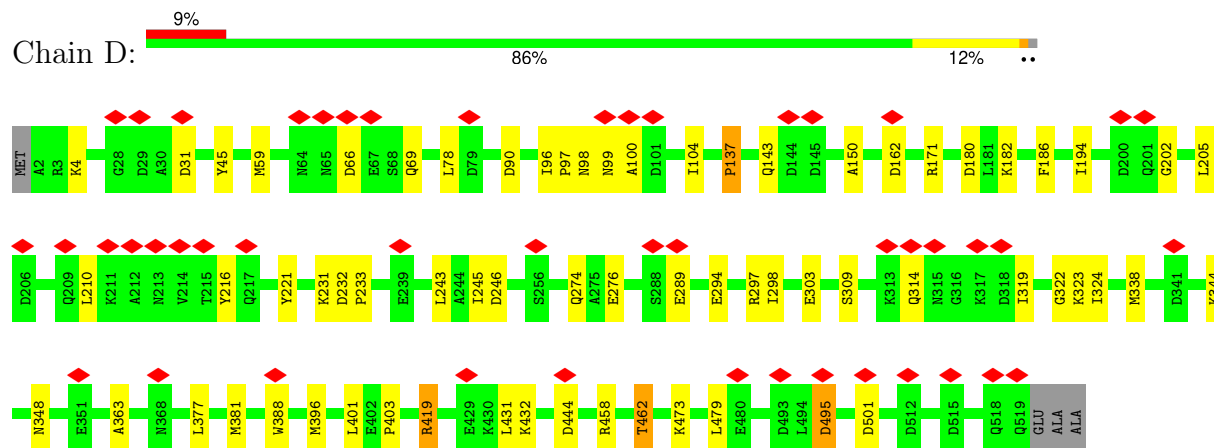 9%
Chain D:
86% 12% ••
MET A2 R3 K4 G28 D29 A30 D31 Y45 M59 N64 N65 D66 E67 S68 Q69 L78 D79 D90 I96 P97 N98 N99 A100 D101 I104 P137 Q143 D144 D145 A150 D162 R171 D180 L181 K182 F186 I194 D200 Q201 G202 L205
D206 Q209 L210 K211 A212 N213 V214 T215 Y216 Q217 Y221 K231 D232 P233 E239 L243 A244 I245 D246 S256 Q274 A275 E276 S288 E289 E294 R297 I298 E303 S309 K313 Q314 N315 G316 K317 D318 I319 G322 K323 I324 M338 D341 K344
N348 E351 A363 N368 L377 M381 W388 M396 L401 E402 P403 R419 E429 K430 L431 K432 D444 R458 T462 K473 L479 E480 D493 L494 D495 D501 D512 D515 Q518 Q519 GLU ALA ALA